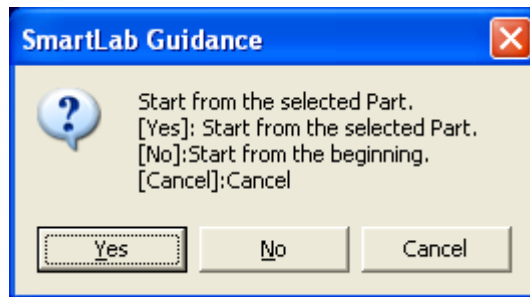 SmartLab Guidance
Start from the selected Part.
[Yes]: Start from the selected Part.
[No]:Start from the beginning.
[Cancel]:Cancel
Yes No Cancel